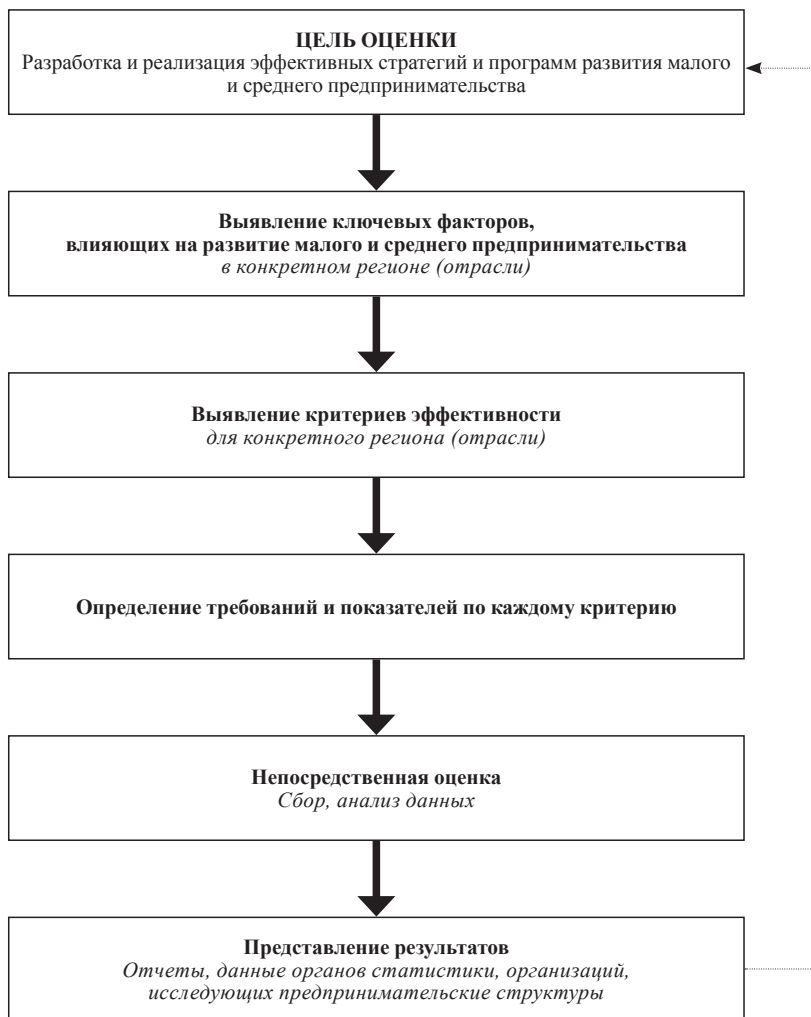 ЦЕЛЬ ОЦЕНКИ
Разработка и реализация эффективных стратегий и программ развития малого
и среднего предпринимательства
Выявление ключевых факторов,
влияющих на развитие малого и среднего предпринимательства
в конкретном регионе (отрасли)
Выявление критериев эффективности
для конкретного региона (отрасли)
Определение требований и показателей по каждому критерию
Непосредственная оценка
Сбор, анализ данных
Представление результатов
Отчеты, данные органов статистики, организаций,
исследующих предпринимательские структуры